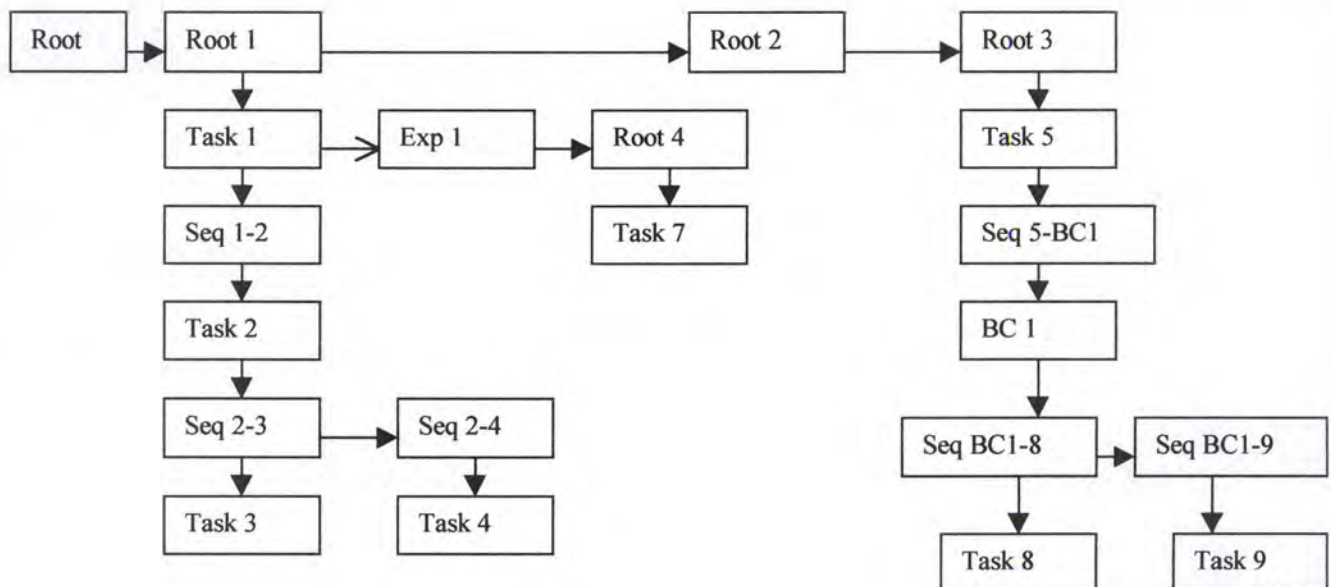 Root
Root 1
Root 2
Root 3
Task 1
Exp 1
Root 4
Task 5
Seq 1-2
Task 7
Seq 5-BC1
Task 2
BC 1
Seq 2-3
Seq 2-4
Seq BC1-8
Seq BC1-9
Task 3
Task 4
Task 8
Task 9